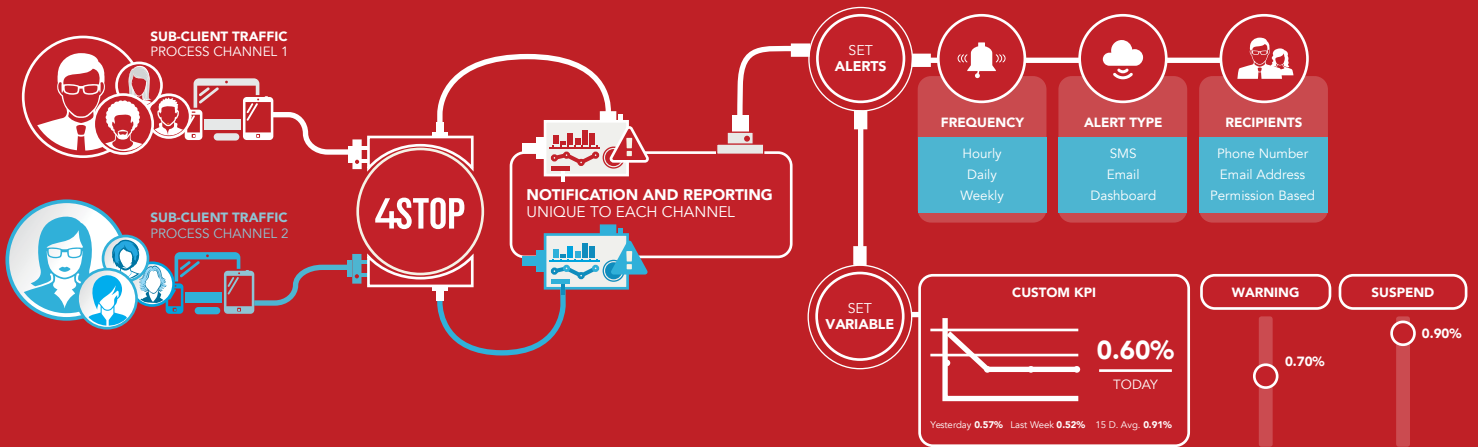 SUB-CLIENT TRAFFIC
PROCESS CHANNEL 1
SUB-CLIENT TRAFFIC
PROCESS CHANNEL 2
4STOP
NOTIFICATION AND REPORTING
UNIQUE TO EACH CHANNEL
SET
ALERTS
FREQUENCY
Hourly
Daily
Weekly
ALERT TYPE
SMS
Email
Dashboard
RECIPIENTS
Phone Number
Email Address
Permission Based
SET
VARIABLE
CUSTOM KPI
0.60%
TODAY
Yesterday 0.57% Last Week 0.52% 15 D. Avg. 0.91%
WARNING
0.70%
SUSPEND
0.90%